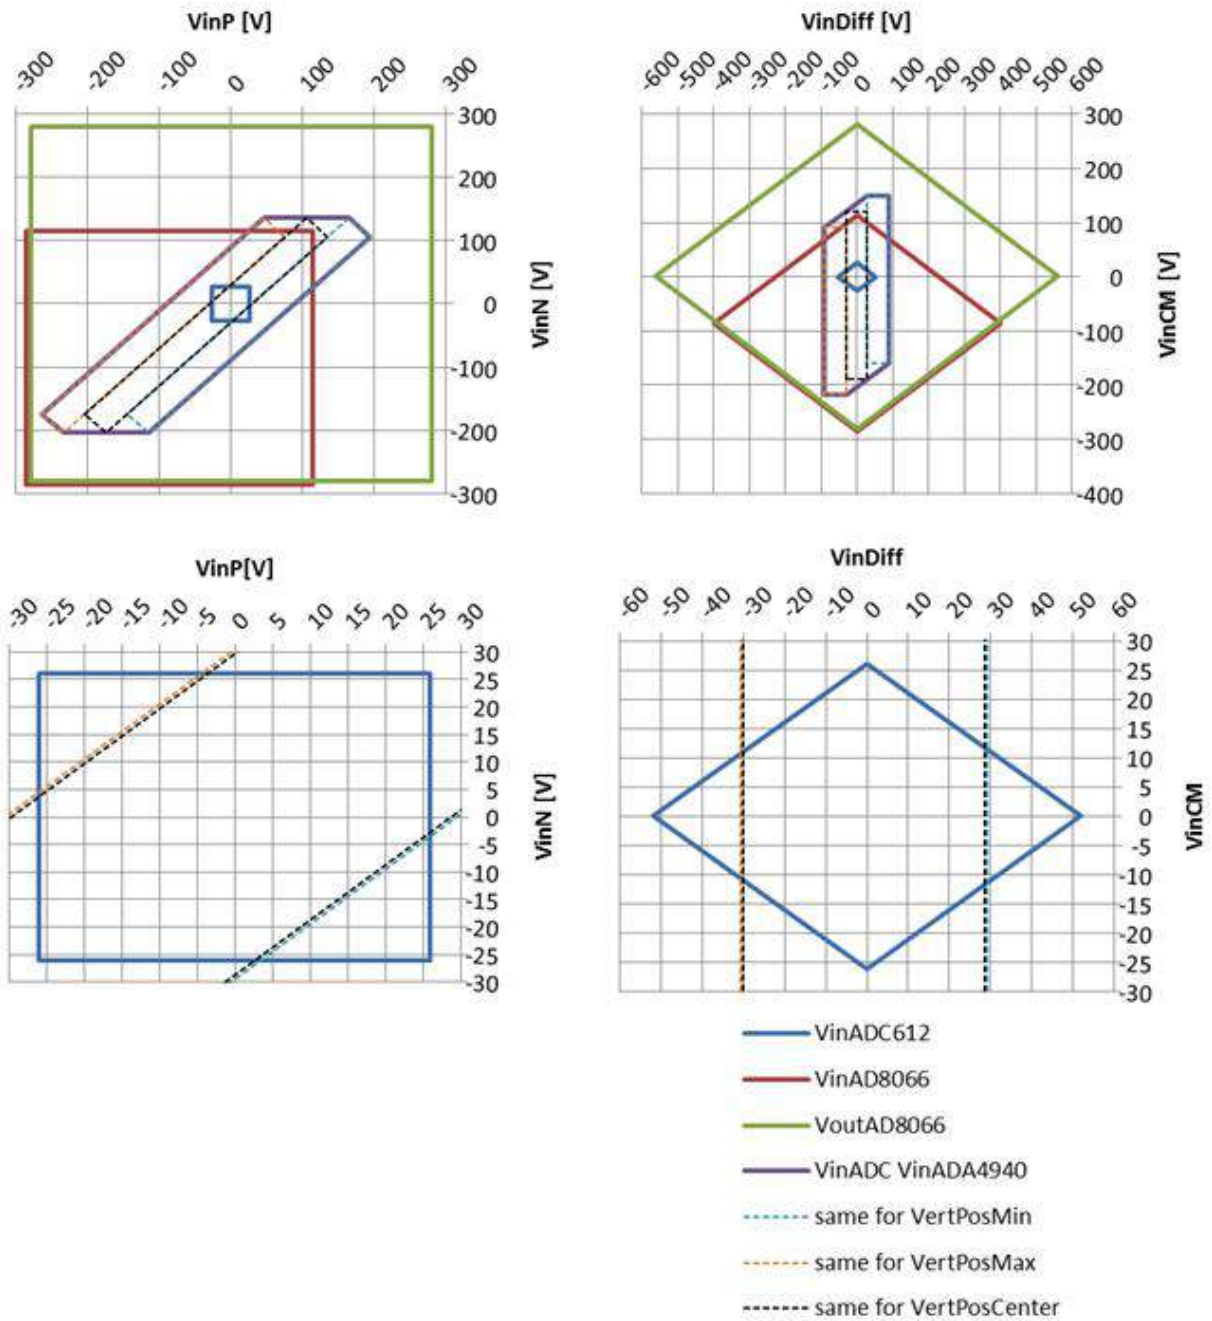 VinP [V]
-300 -200 -100 0 100 200 300
300
200
100
0
-100
-200
-300
VinN [V]
VinDiff [V]
-600 -500 -400 -300 -200 -100 0 100 200 300 400 500 600
300
200
100
0
-100
-200
-300
-400
VinCM [V]
VinP[V]
-30 -25 -20 -15 -10 -5 0 5 10 15 20 25 30
30
25
20
15
10
5
0
-5
-10
-15
-20
-25
-30
VinN [V]
VinDiff
-60 -50 -40 -30 -20 -10 0 10 20 30 40 50 60
30
25
20
15
10
5
0
-5
-10
-15
-20
-25
-30
VinCM
VinADC612
VinAD8066
VoutAD8066
VinADC VinADA4940
same for VertPosMin
same for VertPosMax
same for VertPosCenter